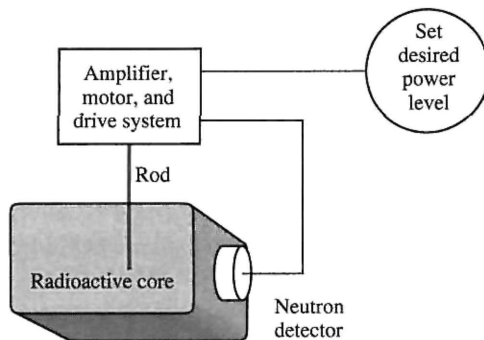 Set
desired
power
level
Amplifier,
motor, and
drive system
Rod
Radioactive core
Neutron
detector